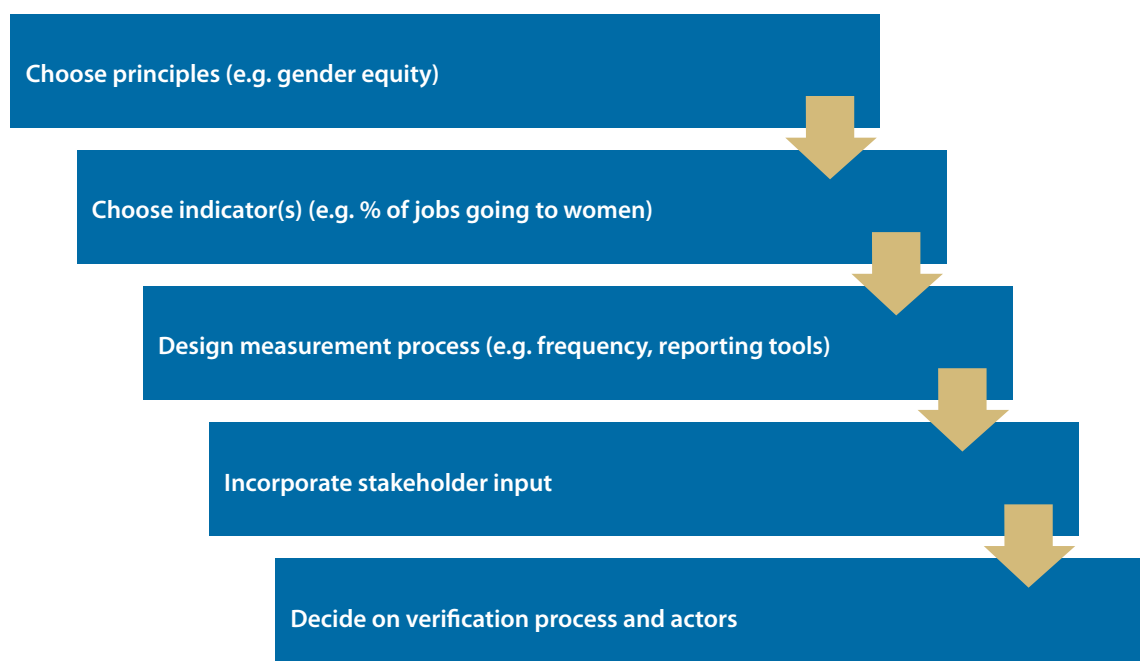 Choose principles (e.g. gender equity)
Choose indicator(s) (e.g. % of jobs going to women)
Design measurement process (e.g. frequency, reporting tools)
Incorporate stakeholder input
Decide on verification process and actors